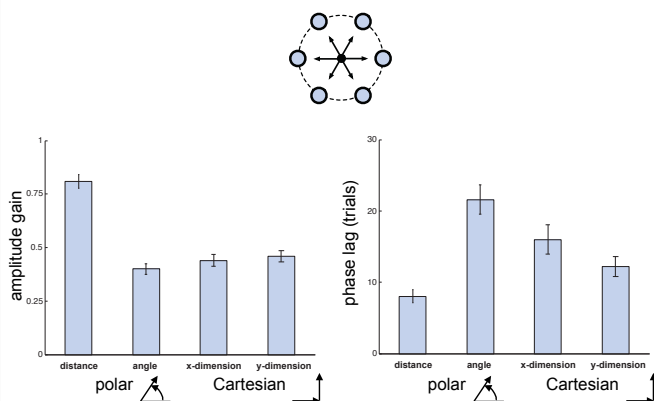 amplitude gain
1
0.75
0.5
0.25
0
distance angle x-dimension y-dimension
polar Cartesian
phase lag (trials)
30
20
10
0
distance angle x-dimension y-dimension
polar Cartesian